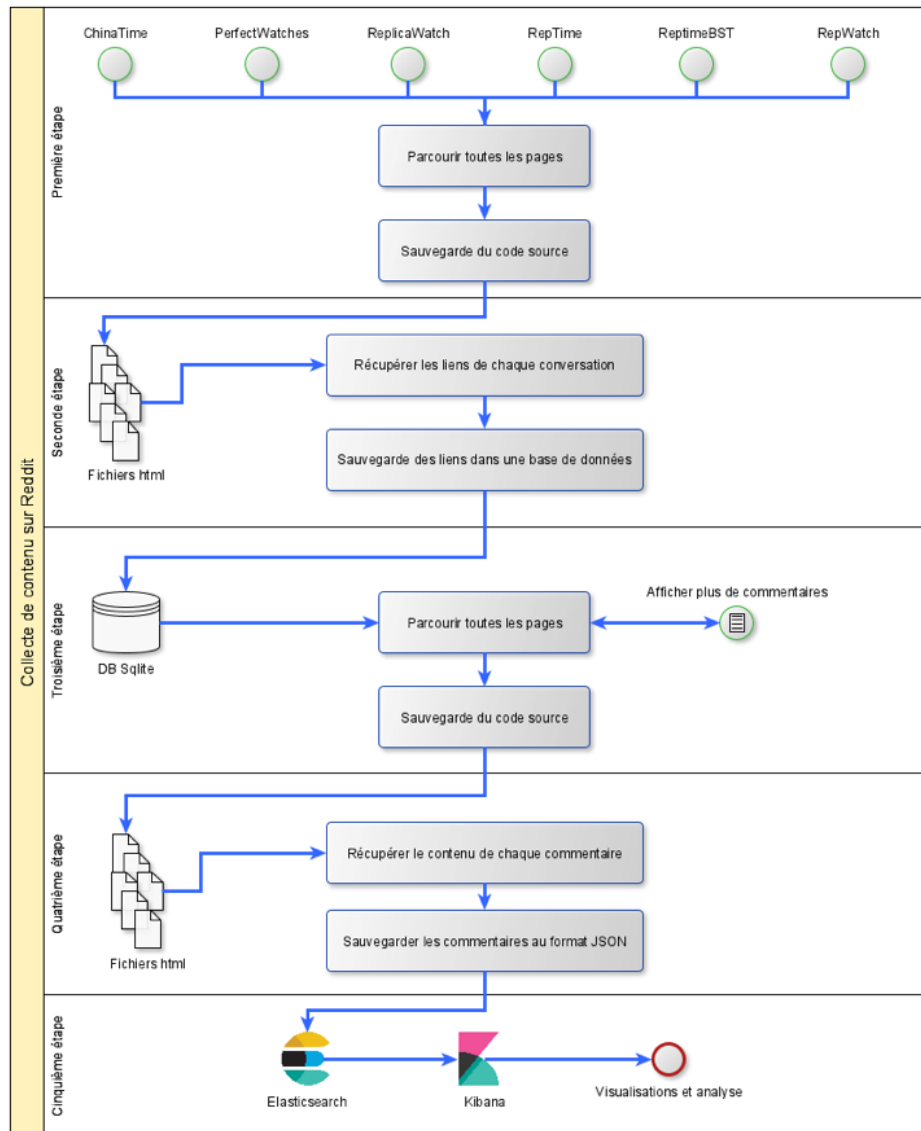 Collecte de contenu sur Reddit
Première étape
ChinaTime
PerfectWatches
ReplicaWatch
RepTime
ReptimeBST
RepWatch
Parcourir toutes les pages
Sauvegarde du code source
Seconde étape
Fichiers html
Récupérer les liens de chaque conversation
Sauvegarde des liens dans une base de données
Troisième étape
DB Sqlite
Parcourir toutes les pages
Afficher plus de commentaires
Sauvegarde du code source
Quatrième étape
Fichiers html
Récupérer le contenu de chaque commentaire
Sauvegarder les commentaires au format JSON
Cinquième étape
Elasticsearch
Kibana
Visualisations et analyse